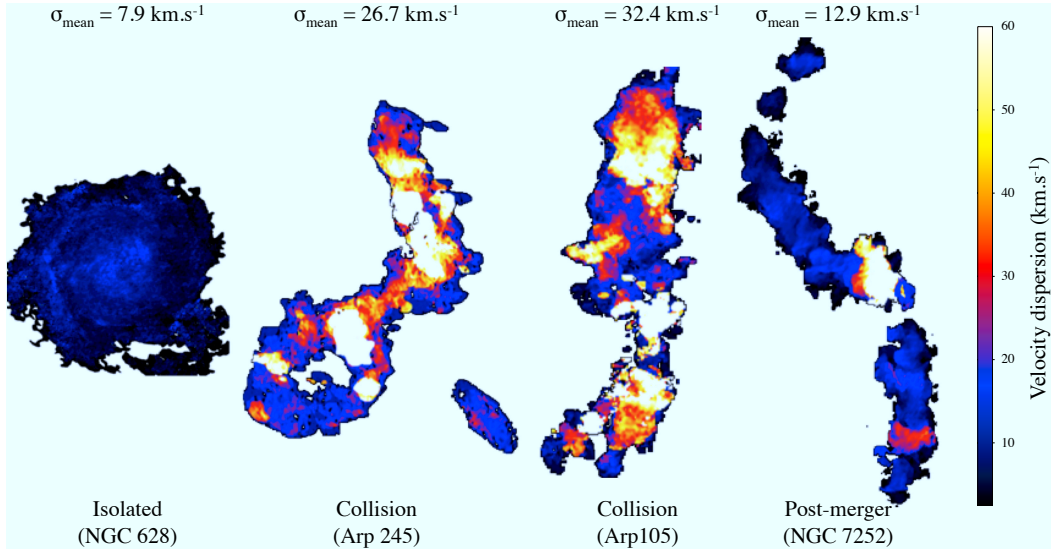 σmean = 7.9 km.s-1
σmean = 26.7 km.s-1
σmean = 32.4 km.s-1
σmean = 12.9 km.s-1
60
50
40
30
20
10
Velocity dispersion (km.s-1)
Isolated
(NGC 628)
Collision
(Arp 245)
Collision
(Arp105)
Post-merger
(NGC 7252)